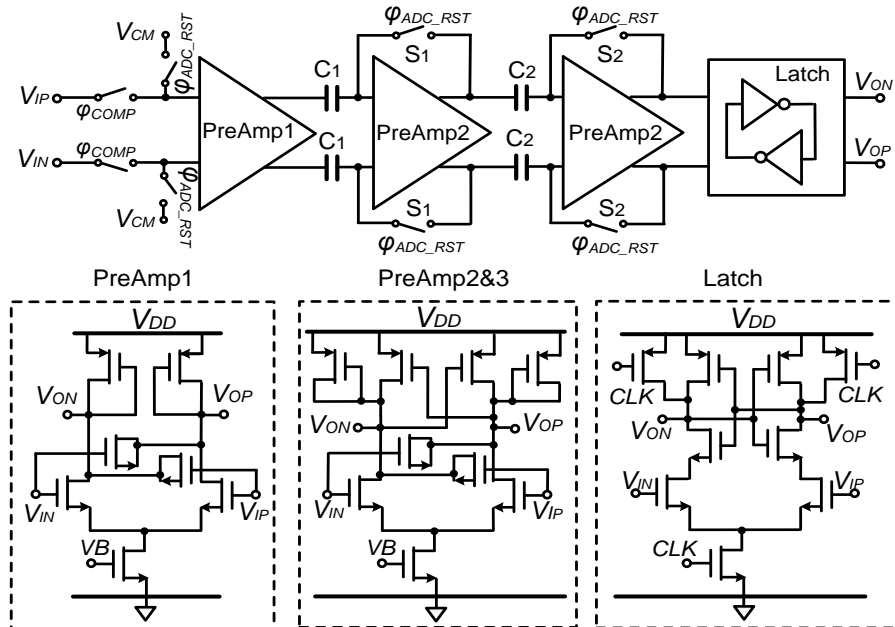 φADC_RST
φADC_RST
VCM
φADC_RST
S1
S2
C1
C2
Latch
VIP
VON
φCOMP
PreAmp1
PreAmp2
PreAmp2
φCOMP
C1
C2
VIN
VOP
φADC_RST
VCM
S1
S2
φADC_RST
φADC_RST
PreAmp1
PreAmp2&3
Latch
VDD
VDD
VDD
CLK
CLK
VON
VOP
VON
VOP
VON
VOP
VIN
VIP
VIN
VIP
VIN
VIP
VB
VB
CLK